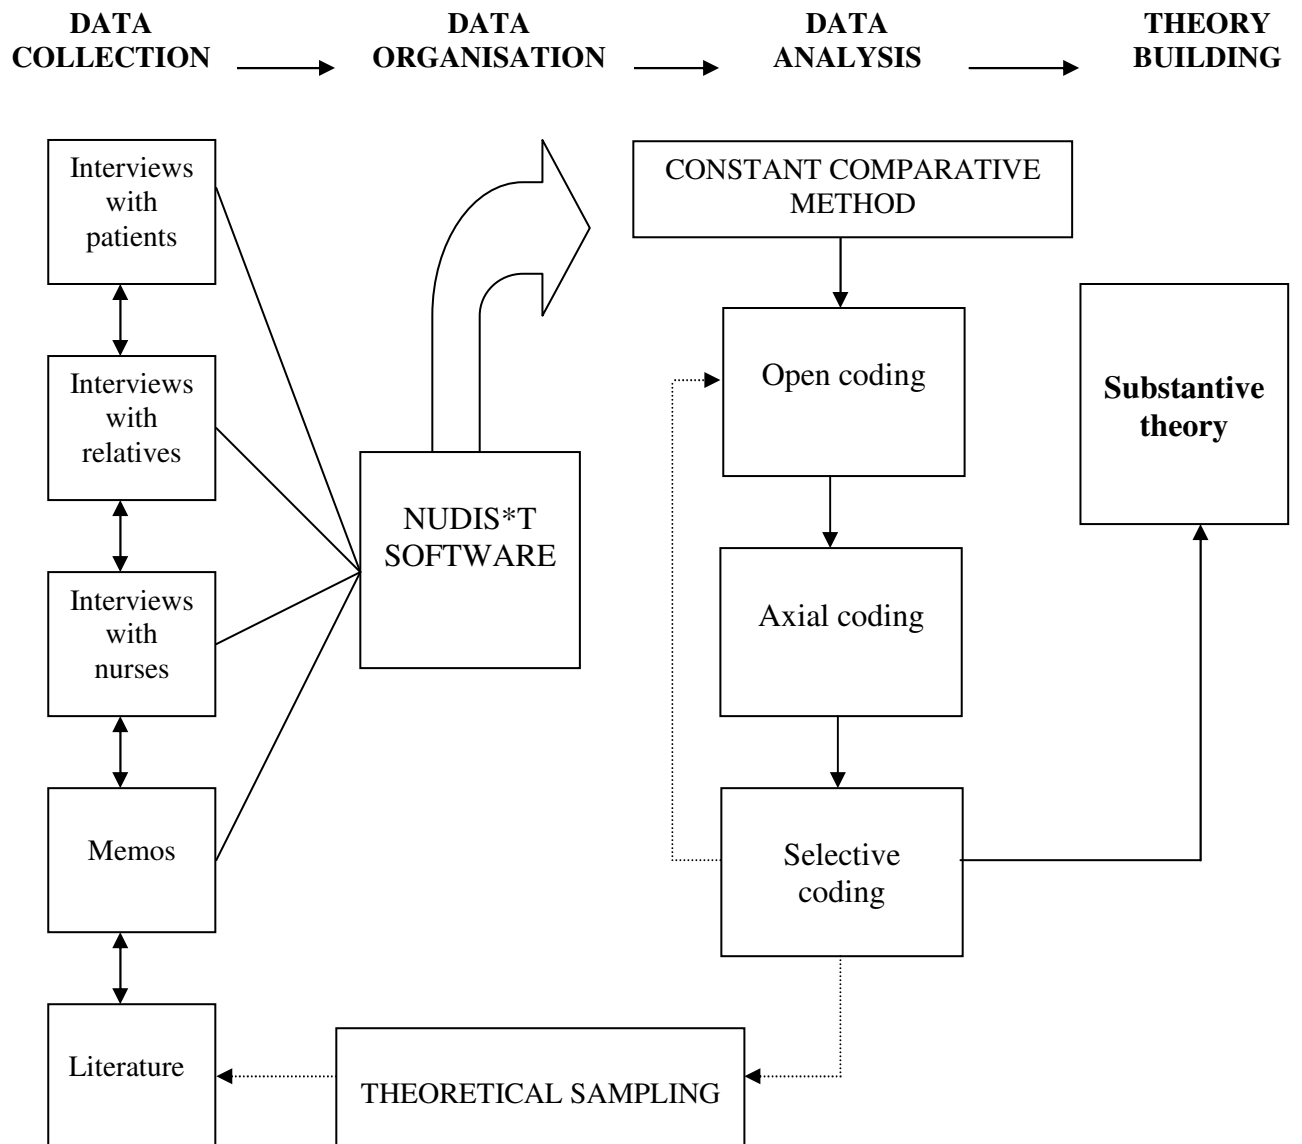 DATA
COLLECTION
DATA
ORGANISATION
DATA
ANALYSIS
THEORY
BUILDING
Interviews
with
patients
Interviews
with
relatives
Interviews
with
nurses
Memos
Literature
NUDIS*T
SOFTWARE
CONSTANT COMPARATIVE
METHOD
Open coding
Axial coding
Selective
coding
THEORETICAL SAMPLING
Substantive
theory